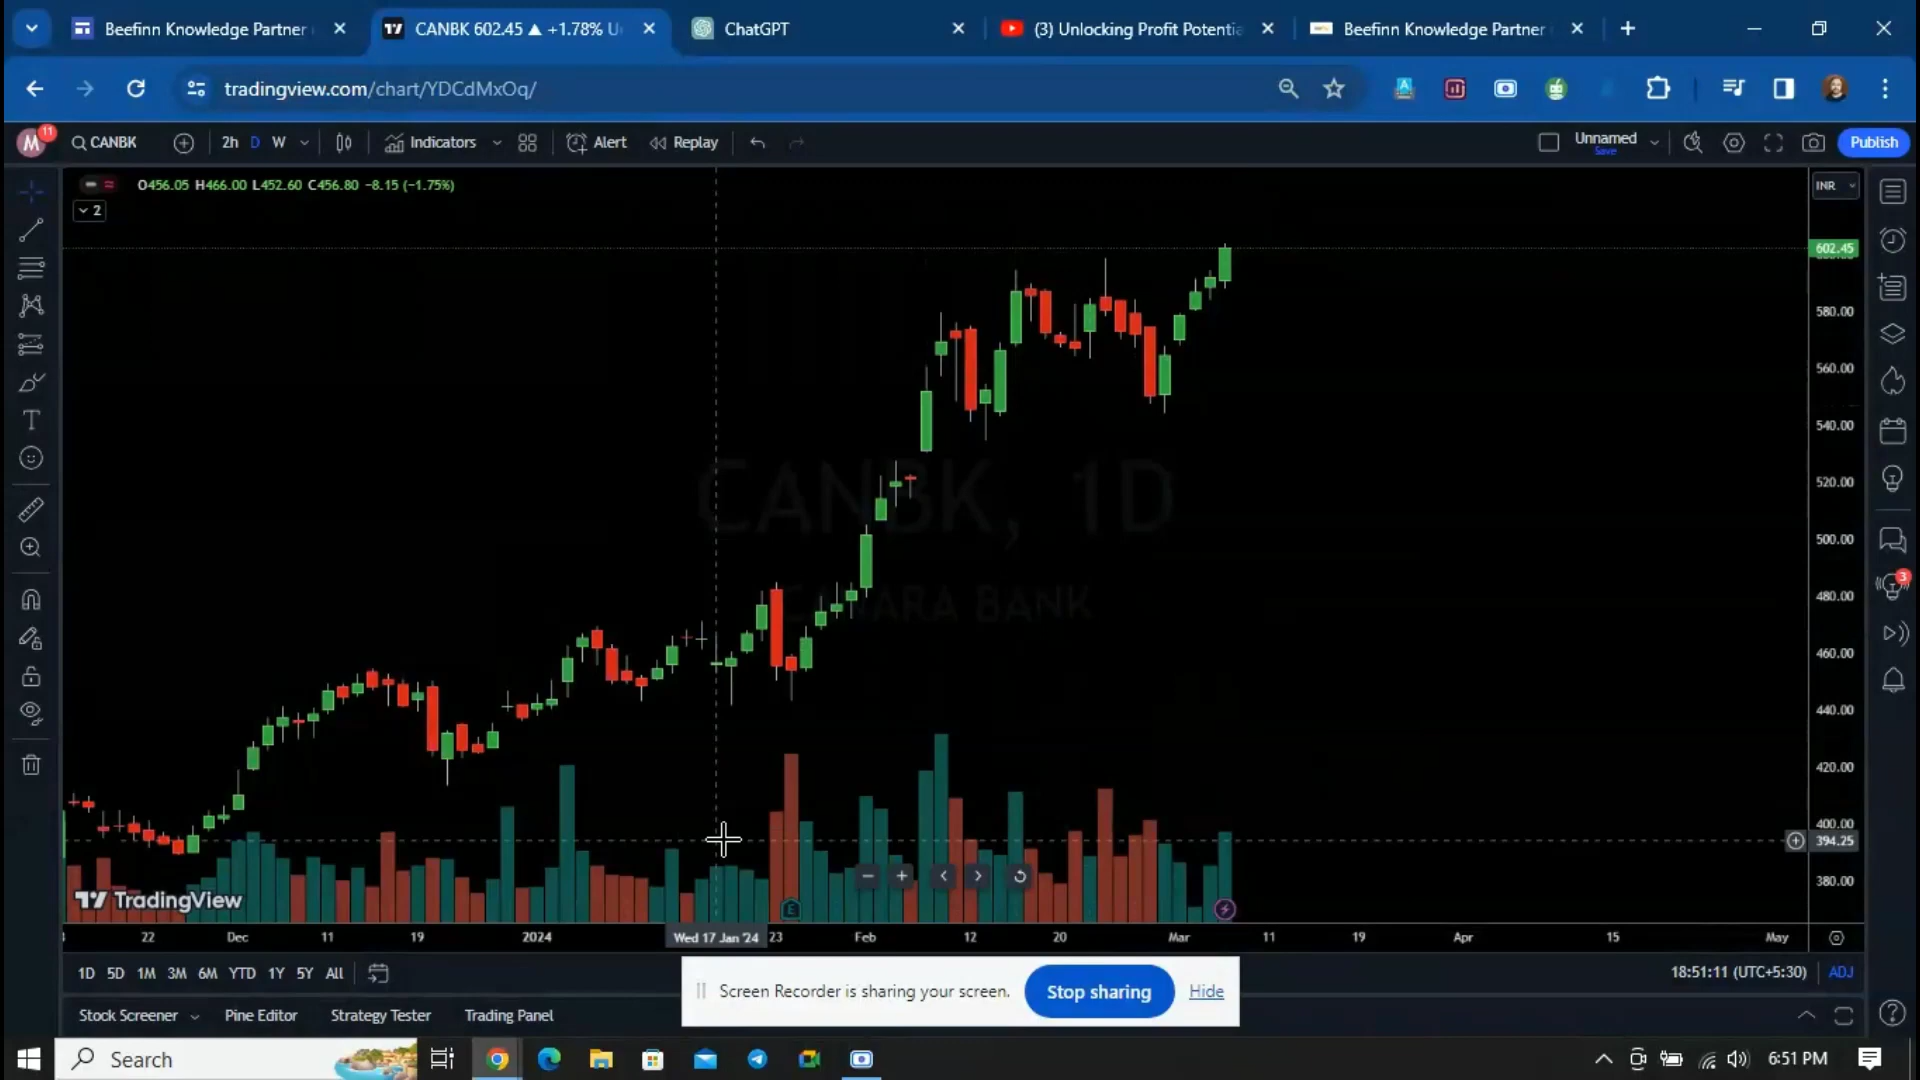 Beefinn Knowledge Partner
CANBK 602.45 ▲ +1.78% U
ChatGPT
(3) Unlocking Profit Potentia
Beefinn Knowledge Partner
tradingview.com/chart/YDCdMxOq/
M
11
CANBK
2h
D
W
Indicators
Alert
Replay
Unnamed
Save
Publish
O456.05 H466.00 L452.60 C456.80 −8.15 (−1.75%)
2
INR
602.45
580.00
560.00
540.00
520.00
500.00
480.00
460.00
440.00
420.00
400.00
394.25
380.00
CANBK, 1D
CANARA BANK
3
TradingView
E
22
Dec
11
19
2024
Wed 17 Jan '24
23
Feb
12
20
Mar
11
19
Apr
15
May
1D 5D 1M 3M 6M YTD 1Y 5Y All
18:51:11 (UTC+5:30)
ADJ
Screen Recorder is sharing your screen.
Stop sharing
Hide
Stock Screener
Pine Editor
Strategy Tester
Trading Panel
Search
6:51 PM